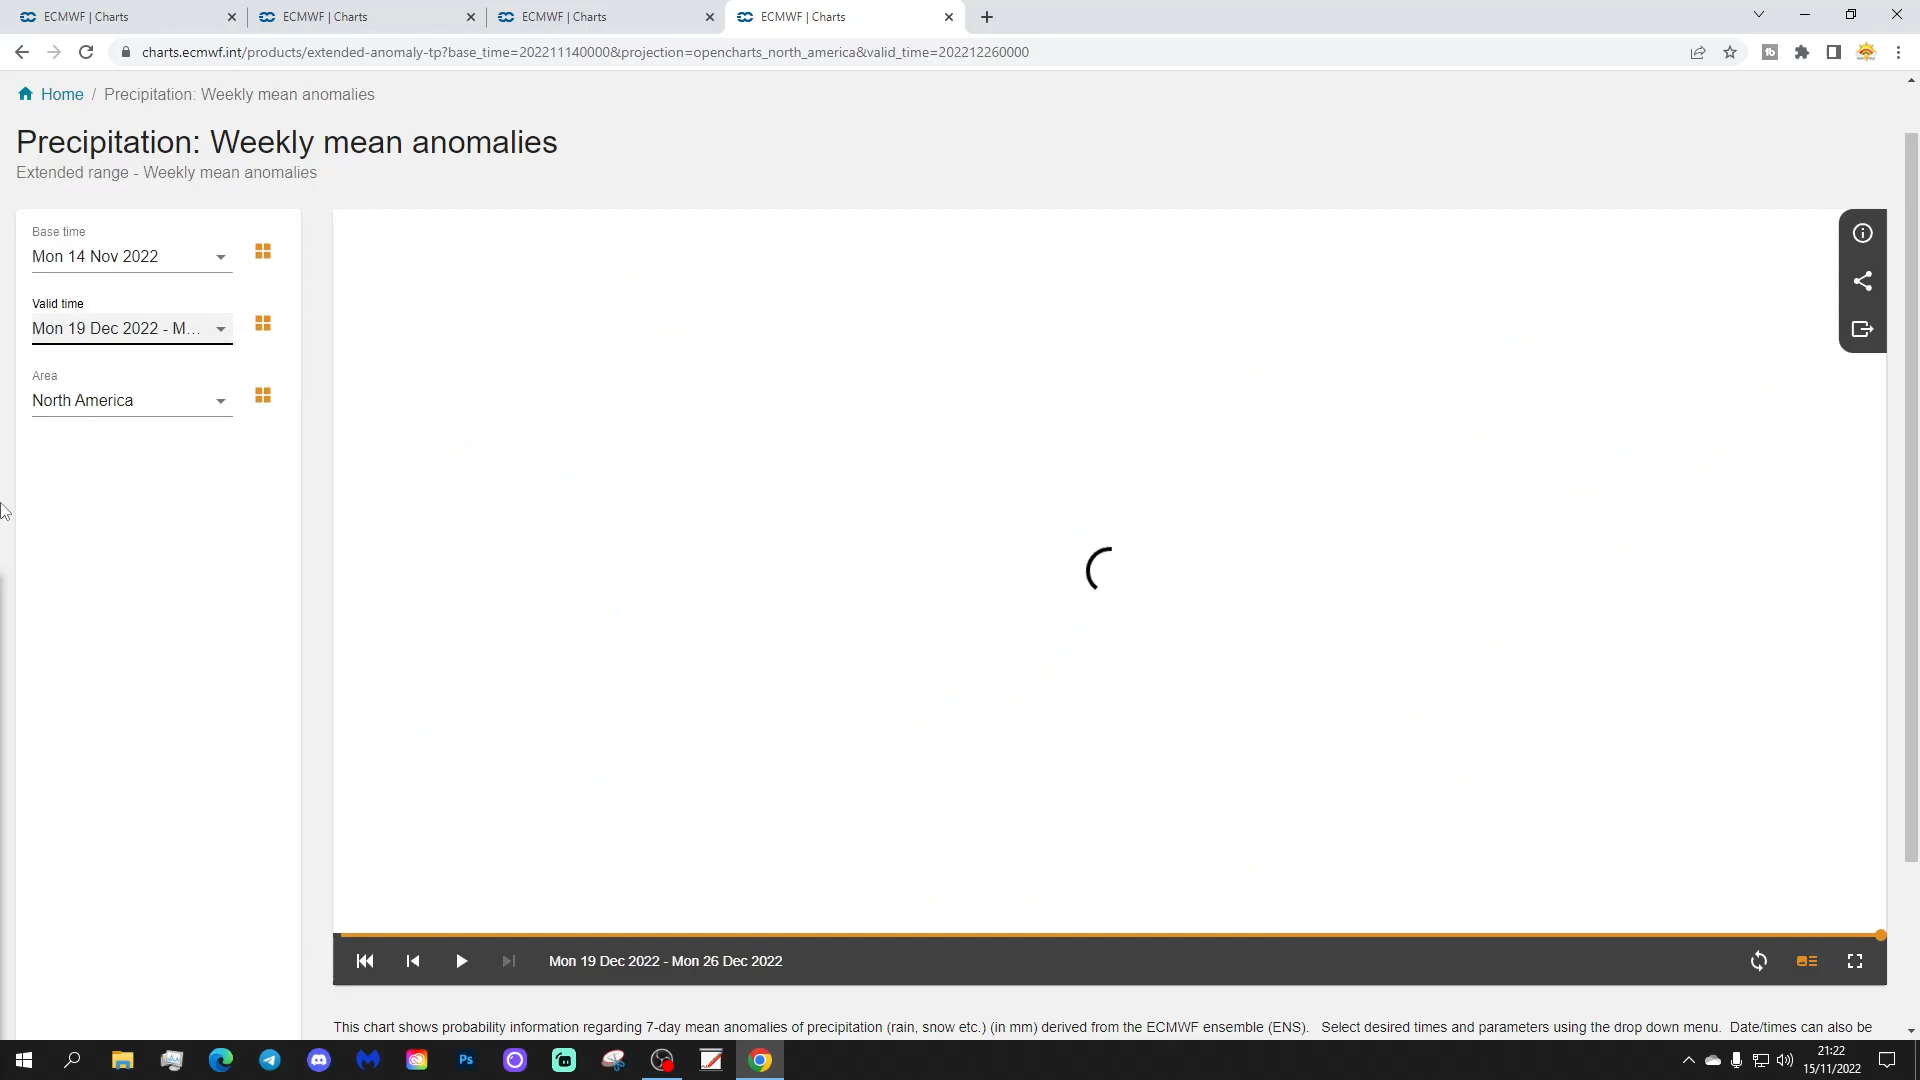 ECMWF | Charts
ECMWF | Charts
ECMWF | Charts
ECMWF | Charts
charts.ecmwf.int/products/extended-anomaly-tp?base_time=202211140000&projection=opencharts_north_america&valid_time=202212260000
Home / Precipitation: Weekly mean anomalies
Precipitation: Weekly mean anomalies
Extended range - Weekly mean anomalies
Base time
Mon 14 Nov 2022
Valid time
Mon 19 Dec 2022 - M...
Area
North America
Mon 19 Dec 2022 - Mon 26 Dec 2022
This chart shows probability information regarding 7-day mean anomalies of precipitation (rain, snow etc.) (in mm) derived from the ECMWF ensemble (ENS). Select desired times and parameters using the drop down menu. Date/times can also be
Ps
21:22
15/11/2022